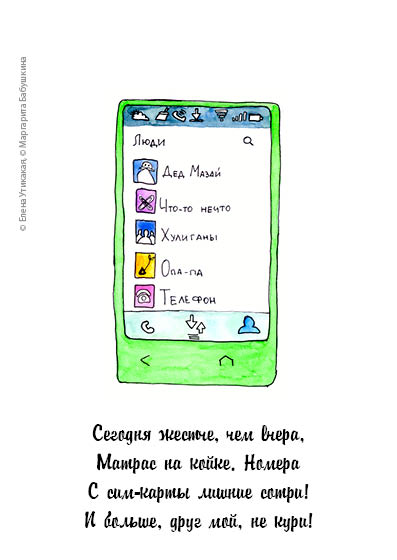 © Елена Утикакая, © Маргарита Бабушкина
Люди
Дед Мазай
Что-то нечто
Хулиганы
Опа-па
Телефон
Сегодня жестче, чем вчера,
Матрас на койке. Номера
С сим-карты лишние сотри!
И больше, друг мой, не кури!